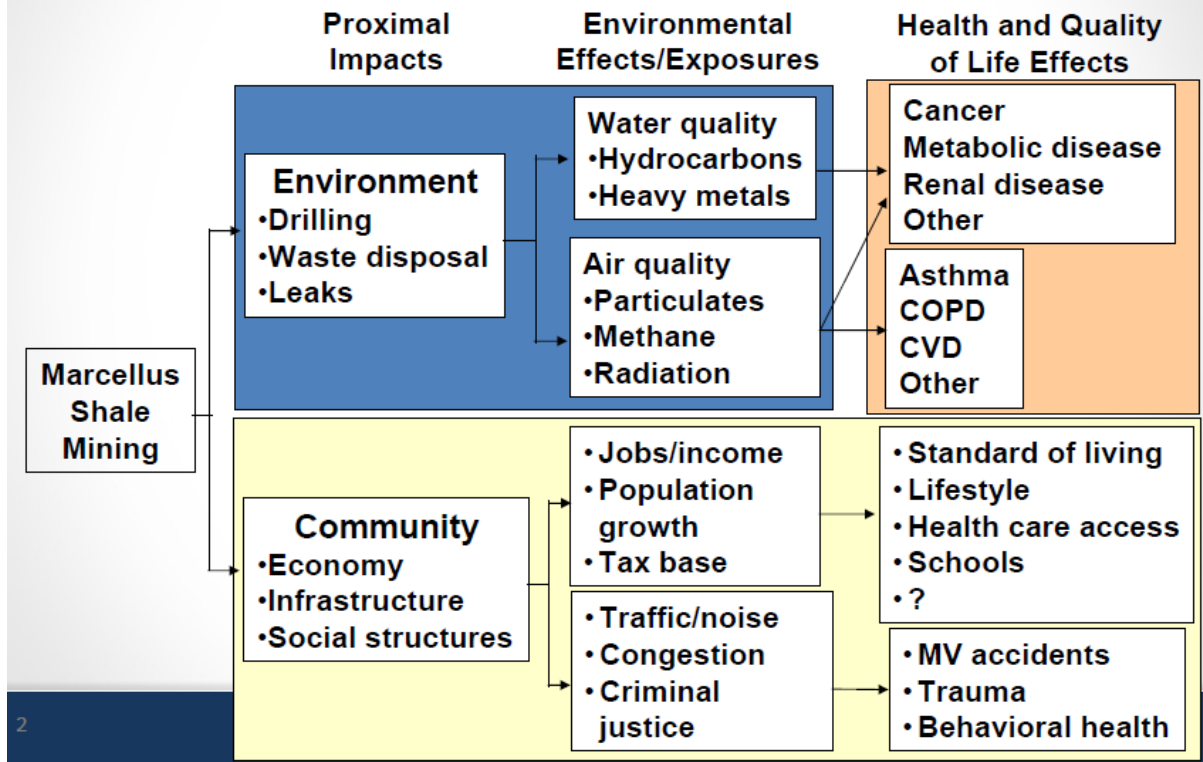 Proximal
Impacts
Environmental
Effects/Exposures
Health and Quality
of Life Effects
Marcellus
Shale
Mining
Environment
•Drilling
•Waste disposal
•Leaks
Water quality
•Hydrocarbons
•Heavy metals
Air quality
•Particulates
•Methane
•Radiation
Cancer
Metabolic disease
Renal disease
Other
Asthma
COPD
CVD
Other
Community
•Economy
•Infrastructure
•Social structures
• Jobs/income
• Population
growth
• Tax base
• Traffic/noise
• Congestion
• Criminal
justice
• Standard of living
• Lifestyle
• Health care access
• Schools
• ?
• MV accidents
• Trauma
• Behavioral health
2